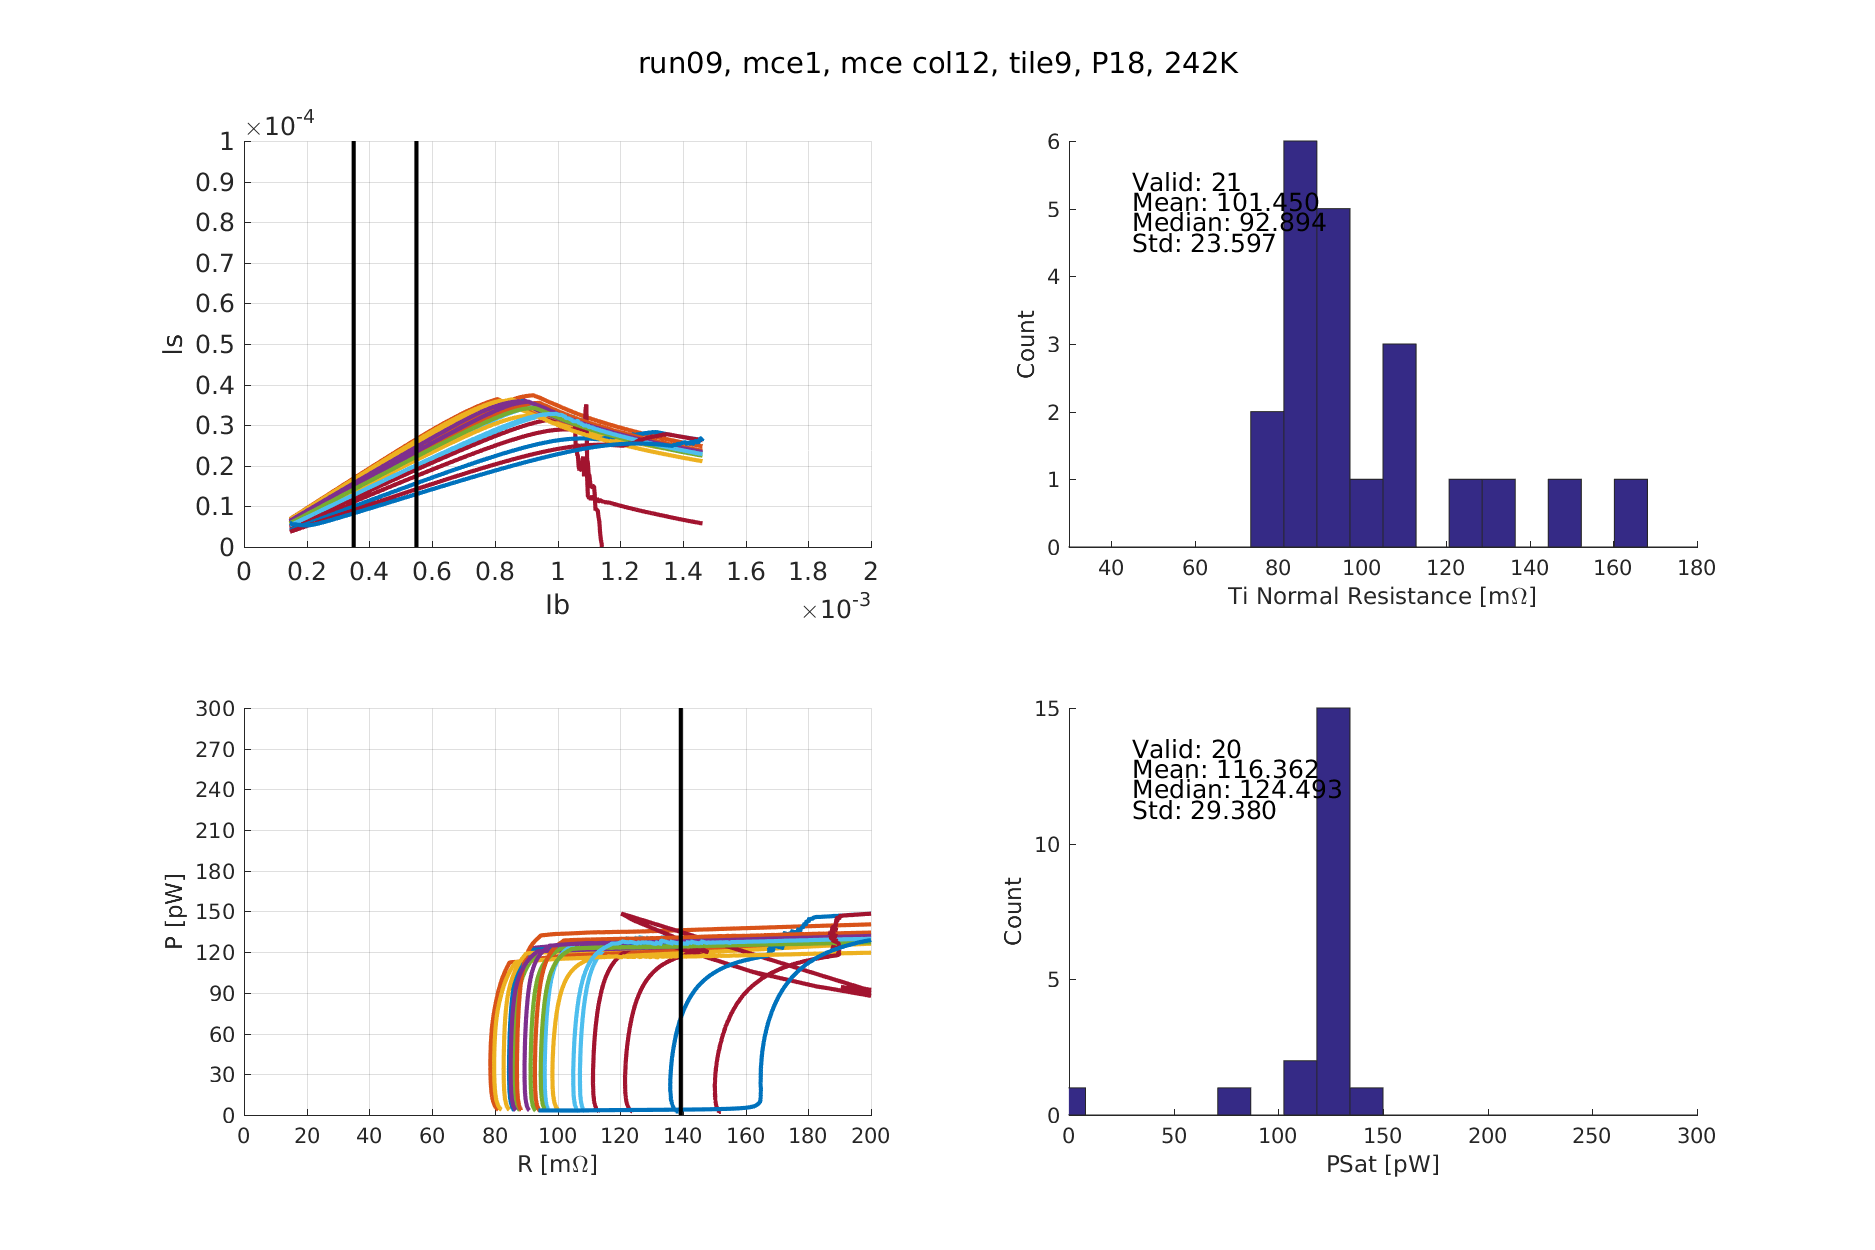 run09, mce1, mce col12, tile9, P18, 242K
×10-4
1
0.9
0.8
0.7
0.6
0.5
0.4
0.3
0.2
0.1
0
Is
0 0.2 0.4 0.6 0.8 1 1.2 1.4 1.6 1.8 2
Ib
×10-3
6
5
4
3
2
1
0
Count
Valid: 21
Mean: 101.450
Median: 92.894
Std: 23.597
40 60 80 100 120 140 160 180
Ti Normal Resistance [mΩ]
300
270
240
210
180
150
120
90
60
30
0
P [pW]
0 20 40 60 80 100 120 140 160 180 200
R [mΩ]
15
10
5
0
Count
Valid: 20
Mean: 116.362
Median: 124.493
Std: 29.380
0 50 100 150 200 250 300
PSat [pW]